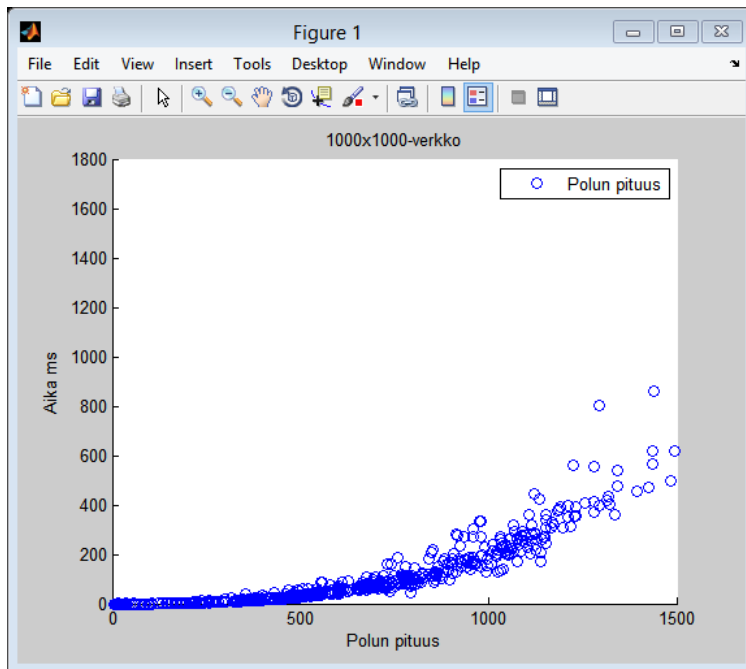 Figure 1
File Edit View Insert Tools Desktop Window Help
1000x1000-verkko
Polun pituus
1800
1600
1400
1200
1000
800
600
400
200
0
Aika ms
0 500 1000 1500
Polun pituus